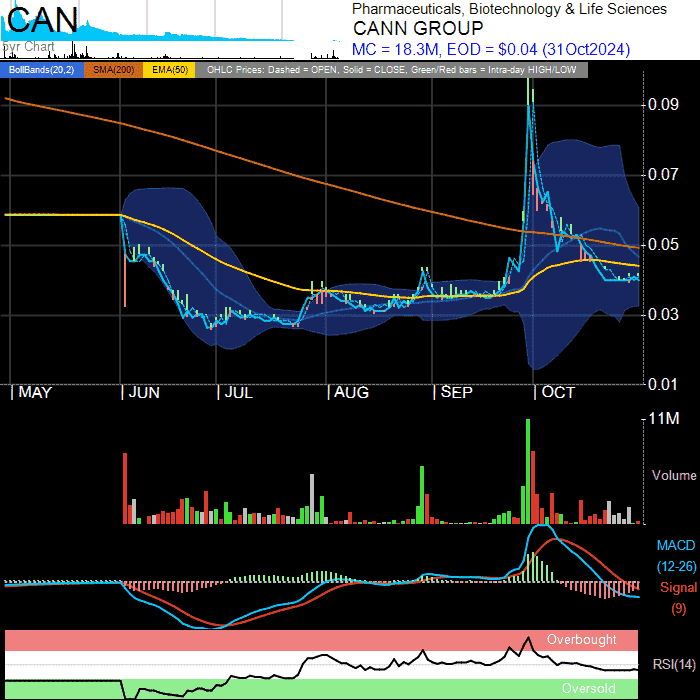 CAN
5yr Chart
Pharmaceuticals, Biotechnology & Life Sciences
CANN GROUP
MC = 18.3M, EOD = $0.04 (31Oct2024)
BollBands(20,2) SMA(200) EMA(50) OHLC Prices: Dashed = OPEN, Solid = CLOSE, Green/Red bars = Intra-day HIGH/LOW
0.09
0.07
0.05
0.03
0.01
MAY JUN JUL AUG SEP OCT
11M
Volume
MACD
(12-26)
Signal
(9)
Overbought
RSI(14)
Oversold